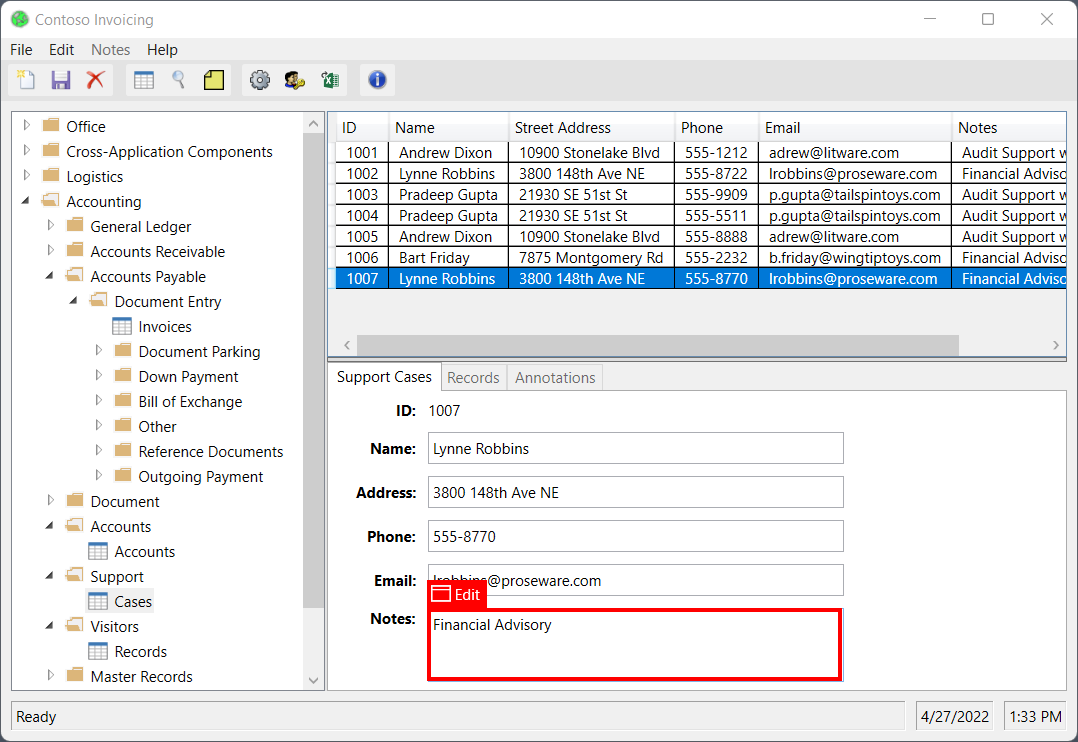 Contoso Invoicing
File Edit Notes Help
Office
Cross-Application Components
Logistics
Accounting
General Ledger
Accounts Receivable
Accounts Payable
Document Entry
Invoices
Document Parking
Down Payment
Bill of Exchange
Other
Reference Documents
Outgoing Payment
Document
Accounts
Accounts
Support
Cases
Visitors
Records
Master Records
ID Name Street Address Phone Email Notes
1001 Andrew Dixon 10900 Stonelake Blvd 555-1212 adrew@litware.com Audit Support w
1002 Lynne Robbins 3800 148th Ave NE 555-8722 lrobbins@proseware.com Financial Adviso
1003 Pradeep Gupta 21930 SE 51st St 555-9909 p.gupta@tailspintoys.com Audit Support w
1004 Pradeep Gupta 21930 SE 51st St 555-5511 p.gupta@tailspintoys.com Audit Support w
1005 Andrew Dixon 10900 Stonelake Blvd 555-8888 adrew@litware.com Audit Support w
1006 Bart Friday 7875 Montgomery Rd 555-2232 b.friday@wingtiptoys.com Financial Adviso
1007 Lynne Robbins 3800 148th Ave NE 555-8770 lrobbins@proseware.com Financial Adviso
Support Cases Records Annotations
ID: 1007
Name: Lynne Robbins
Address: 3800 148th Ave NE
Phone: 555-8770
Email: lrobbins@proseware.com
Edit
Notes: Financial Advisory
Ready 4/27/2022 1:33 PM